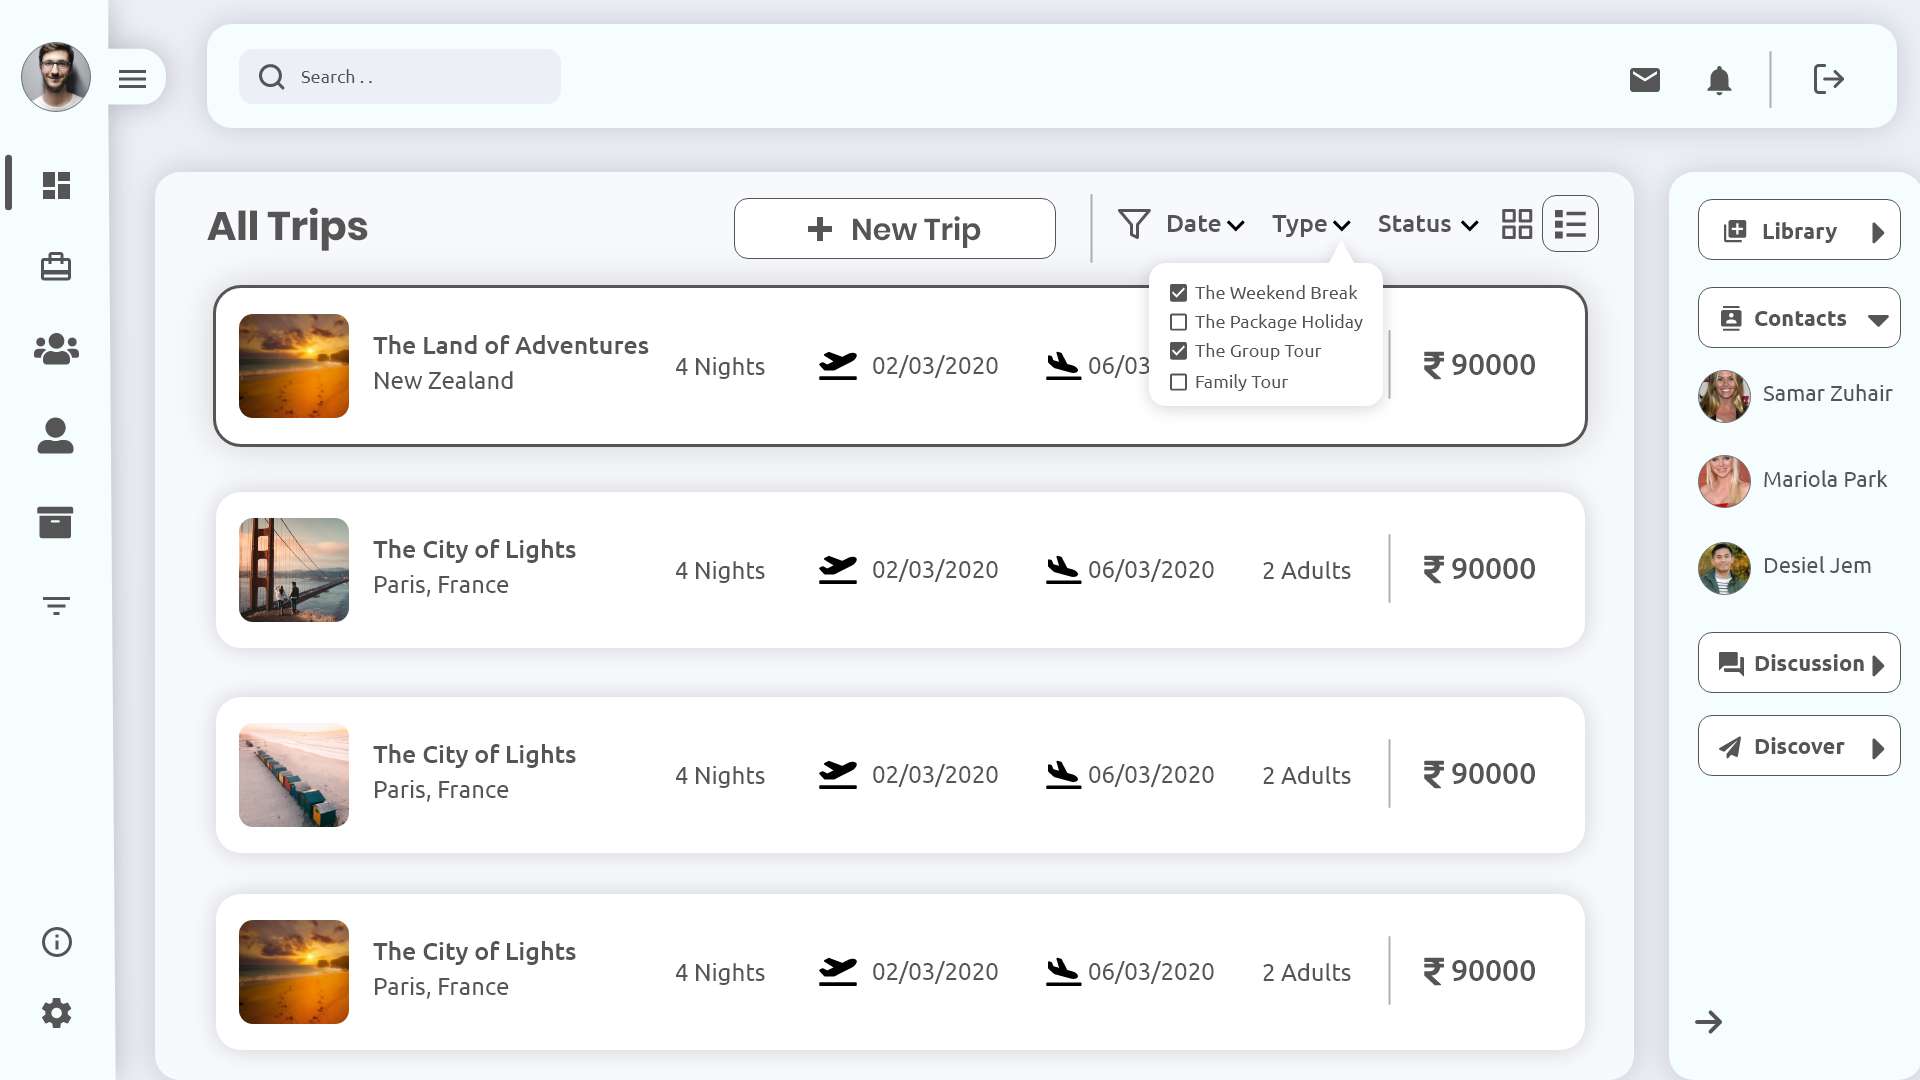 Search . .
All Trips
New Trip
Date
Type
Status
The Weekend Break
The Package Holiday
The Group Tour
Family Tour
The Land of Adventures
New Zealand
4 Nights
02/03/2020
06/03
₹ 90000
The City of Lights
Paris, France
4 Nights
02/03/2020
06/03/2020
2 Adults
₹ 90000
The City of Lights
Paris, France
4 Nights
02/03/2020
06/03/2020
2 Adults
₹ 90000
The City of Lights
Paris, France
4 Nights
02/03/2020
06/03/2020
2 Adults
₹ 90000
Library
Contacts
Samar Zuhair
Mariola Park
Desiel Jem
Discussion
Discover